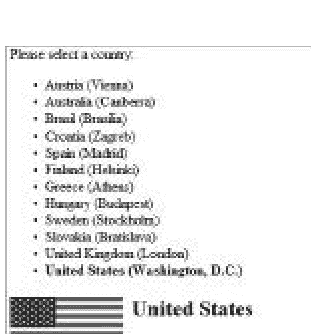 Please select a country:
• Austria (Vienna)
• Australia (Canberra)
• Brasil (Brasilia)
• Croatia (Zagreb)
• Spain (Madrid)
• Finland (Helsinki)
• Greece (Athens)
• Hungary (Budapest)
• Sweden (Stockholm)
• Slovakia (Bratislava)
• United Kingdom (London)
• United States (Washington, D.C.)
United States